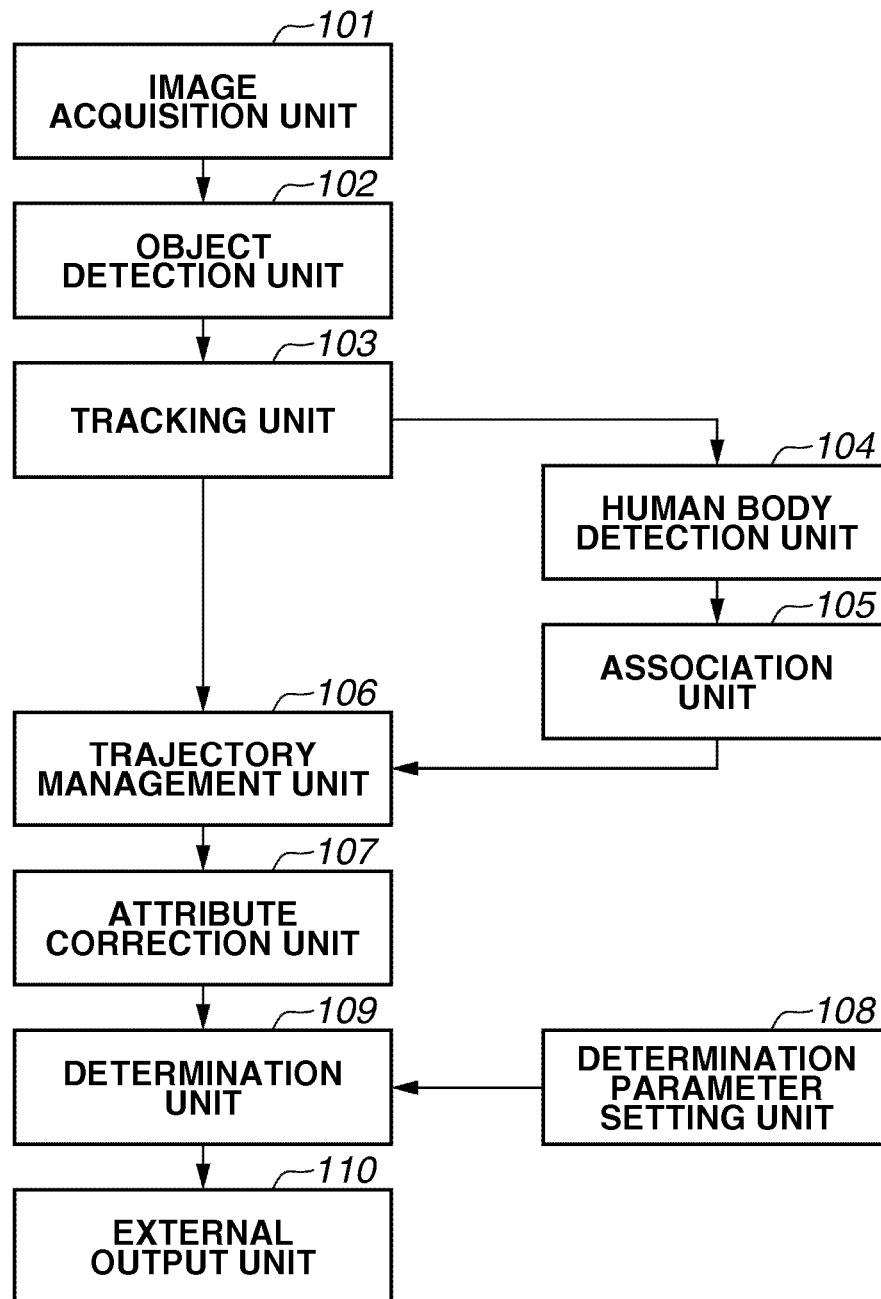 101
IMAGE
ACQUISITION UNIT
102
OBJECT
DETECTION UNIT
103
TRACKING UNIT
104
HUMAN BODY
DETECTION UNIT
105
ASSOCIATION
UNIT
106
TRAJECTORY
MANAGEMENT UNIT
107
ATTRIBUTE
CORRECTION UNIT
109
DETERMINATION
UNIT
108
DETERMINATION
PARAMETER
SETTING UNIT
110
EXTERNAL
OUTPUT UNIT